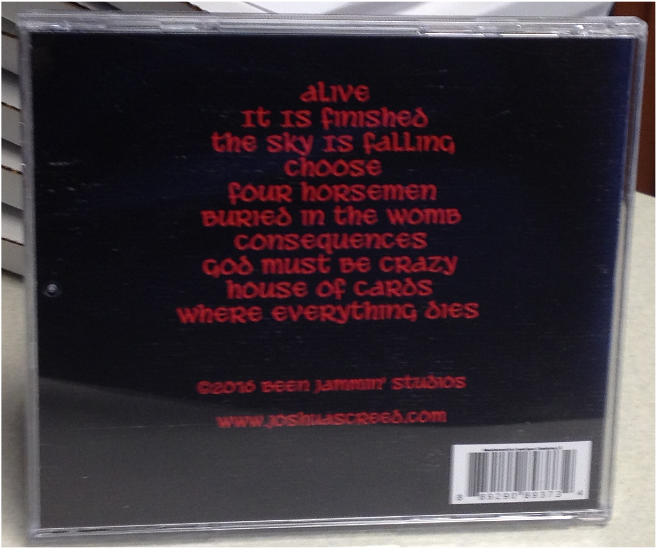 alive
it is finished
the sky is falling
choose
four horsemen
buried in the womb
consequences
god must be crazy
house of cards
where everything dies
©2016 Been Jammin' Studios
www.joshuascreed.com